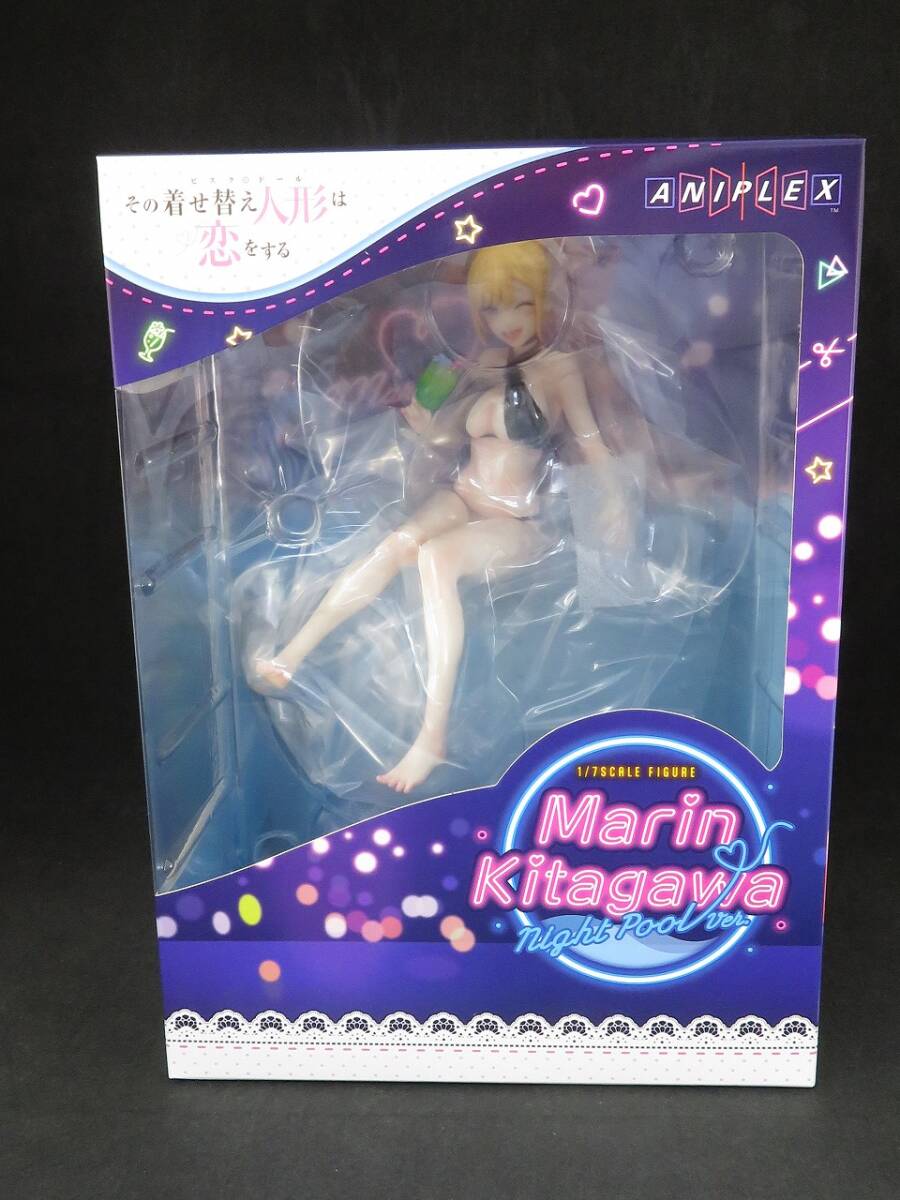 ビスク・ドール
その着せ替え人形は
恋をする
ANIPLEX
TM
1/7SCALE FIGURE
Marin
Kitagawa
Night Pool ver.